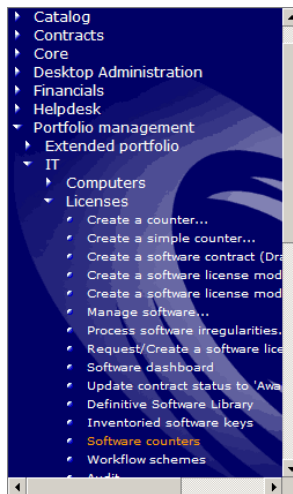 Catalog
Contracts
Core
Desktop Administration
Financials
Helpdesk
Portfolio management
Extended portfolio
IT
Computers
Licenses
Create a counter...
Create a simple counter...
Create a software contract (Dra
Create a software license mod
Create a software license mod
Manage software...
Process software irregularities.
Request/Create a software lice
Software dashboard
Update contract status to 'Awa
Definitive Software Library
Inventoried software keys
Software counters
Workflow schemes
Audit